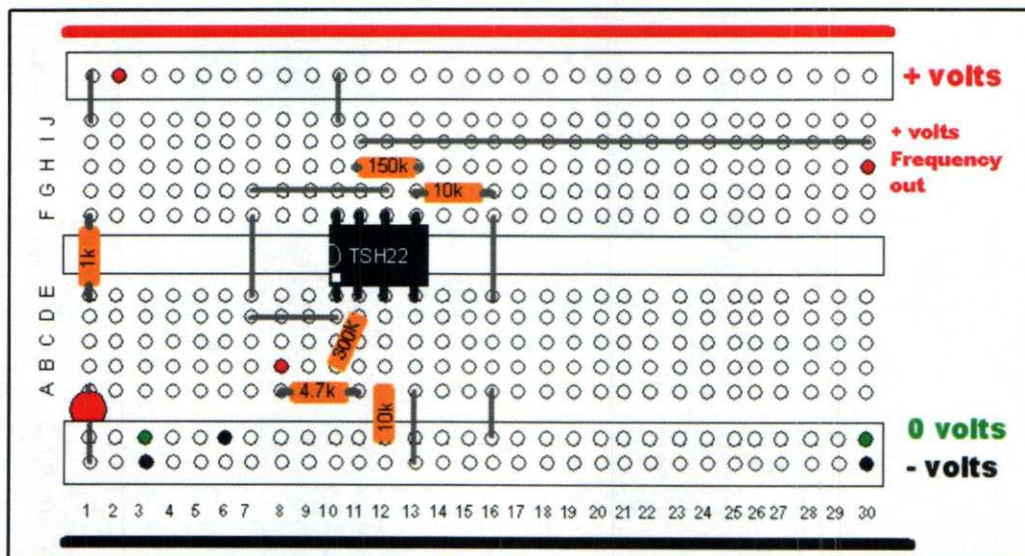 + volts
J
I
H
G
F
+ volts
Frequency
out
150k
10k
1k
TSH22
E
D
C
B
A
300k
4.7k
10k
0 volts
- volts
1 2 3 4 5 6 7 8 9 10 11 12 13 14 15 16 17 18 19 20 21 22 23 24 25 26 27 28 29 30